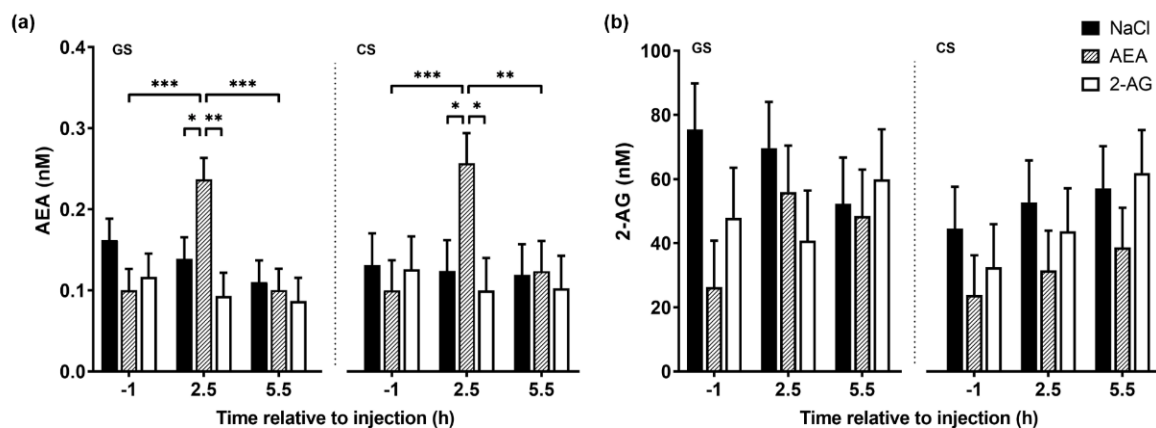 (a)
GS
CS
AEA (nM)
0.4
0.3
0.2
0.1
0.0
*** ***
* **
*** **
* *
-1 2.5 5.5
-1 2.5 5.5
Time relative to injection (h)
(b)
GS
CS
NaCl
AEA
2-AG
2-AG (nM)
100
80
60
40
20
0
-1 2.5 5.5
-1 2.5 5.5
Time relative to injection (h)